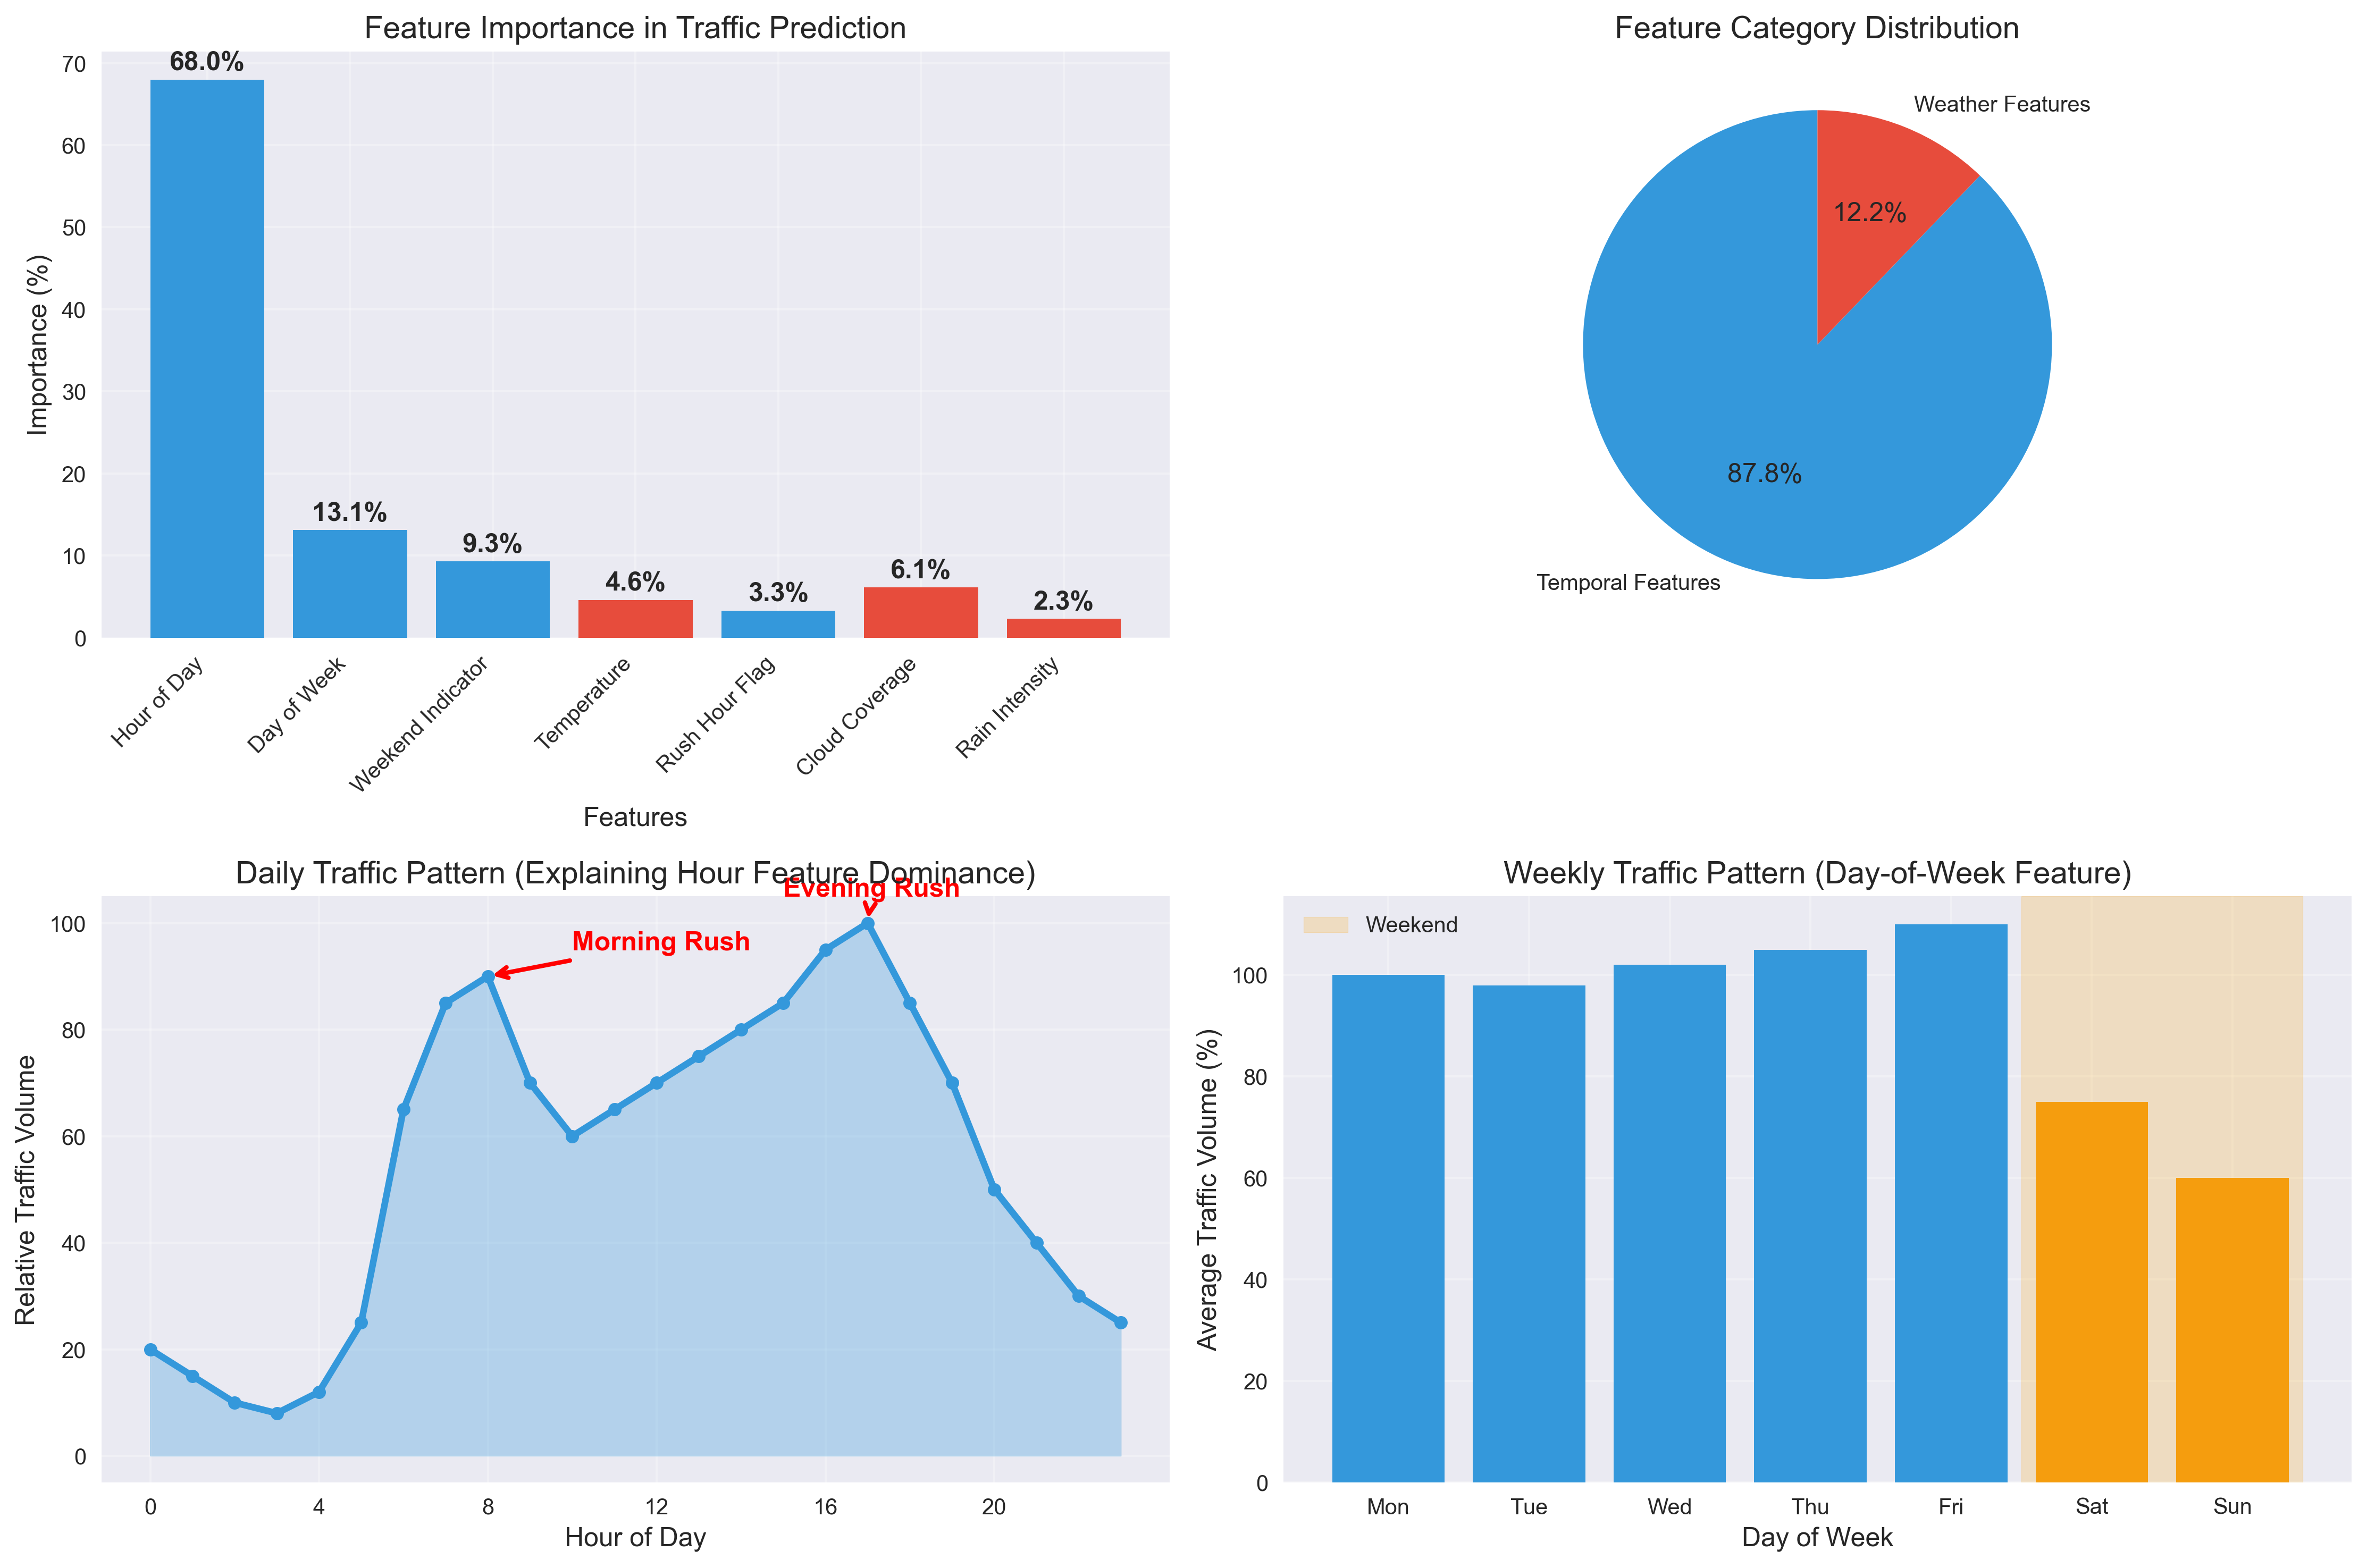 Feature Importance in Traffic Prediction
Importance (%)
70
60
50
40
30
20
10
0
68.0%
13.1%
9.3%
4.6%
3.3%
6.1%
2.3%
Hour of Day
Day of Week
Weekend Indicator
Temperature
Rush Hour Flag
Cloud Coverage
Rain Intensity
Features
Feature Category Distribution
Weather Features
12.2%
87.8%
Temporal Features
Daily Traffic Pattern (Explaining Hour Feature Dominance)
Evening Rush
Morning Rush
Relative Traffic Volume
100
80
60
40
20
0
0 4 8 12 16 20
Hour of Day
Weekly Traffic Pattern (Day-of-Week Feature)
Weekend
Average Traffic Volume (%)
100
80
60
40
20
0
Mon Tue Wed Thu Fri Sat Sun
Day of Week